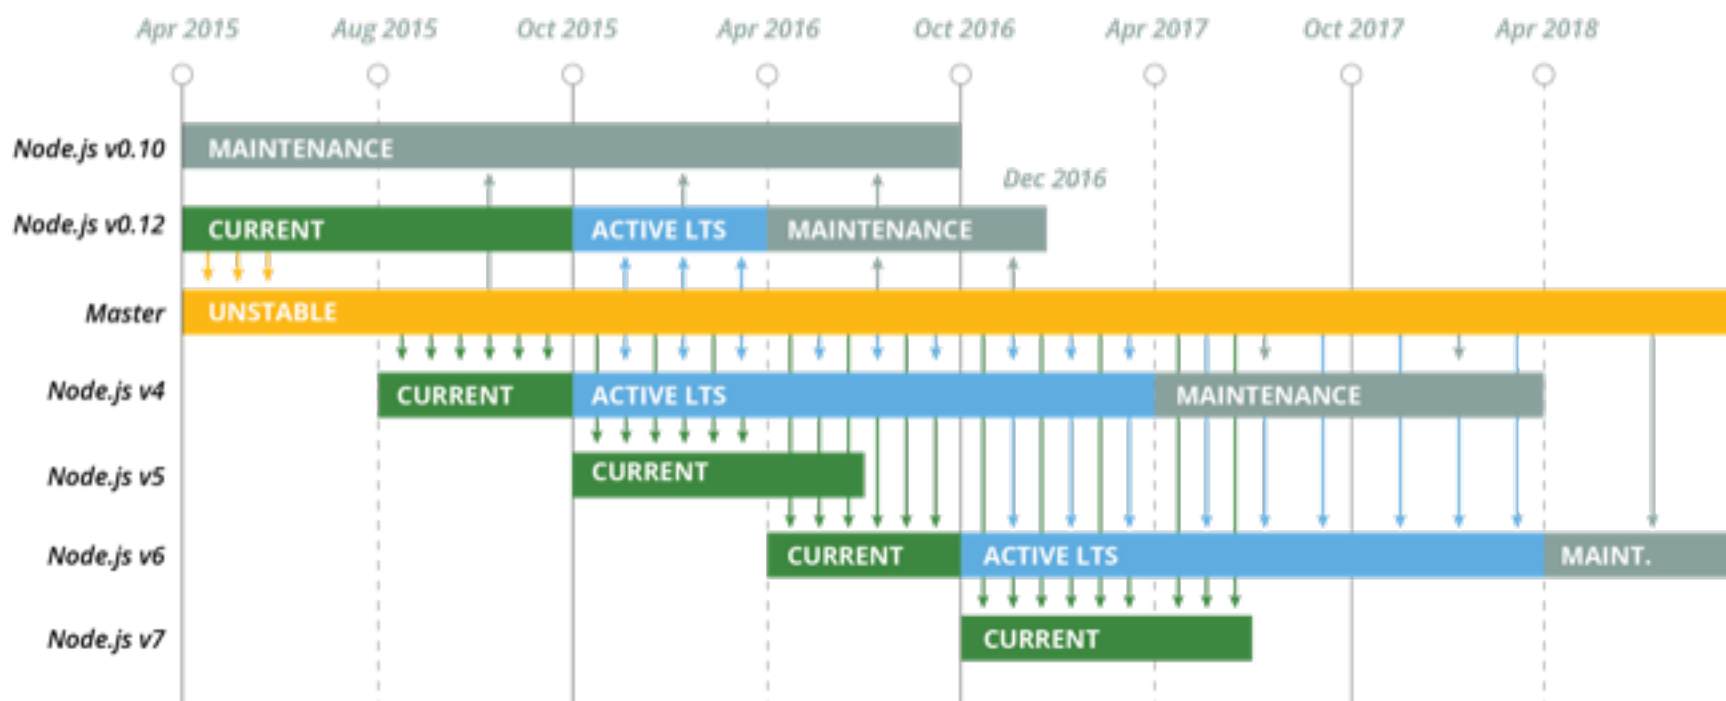 Apr 2015 Aug 2015 Oct 2015 Apr 2016 Oct 2016 Apr 2017 Oct 2017 Apr 2018
Node.js v0.10 MAINTENANCE
Dec 2016
Node.js v0.12 CURRENT ACTIVE LTS MAINTENANCE
Master UNSTABLE
Node.js v4 CURRENT ACTIVE LTS MAINTENANCE
Node.js v5 CURRENT
Node.js v6 CURRENT ACTIVE LTS MAINT.
Node.js v7 CURRENT